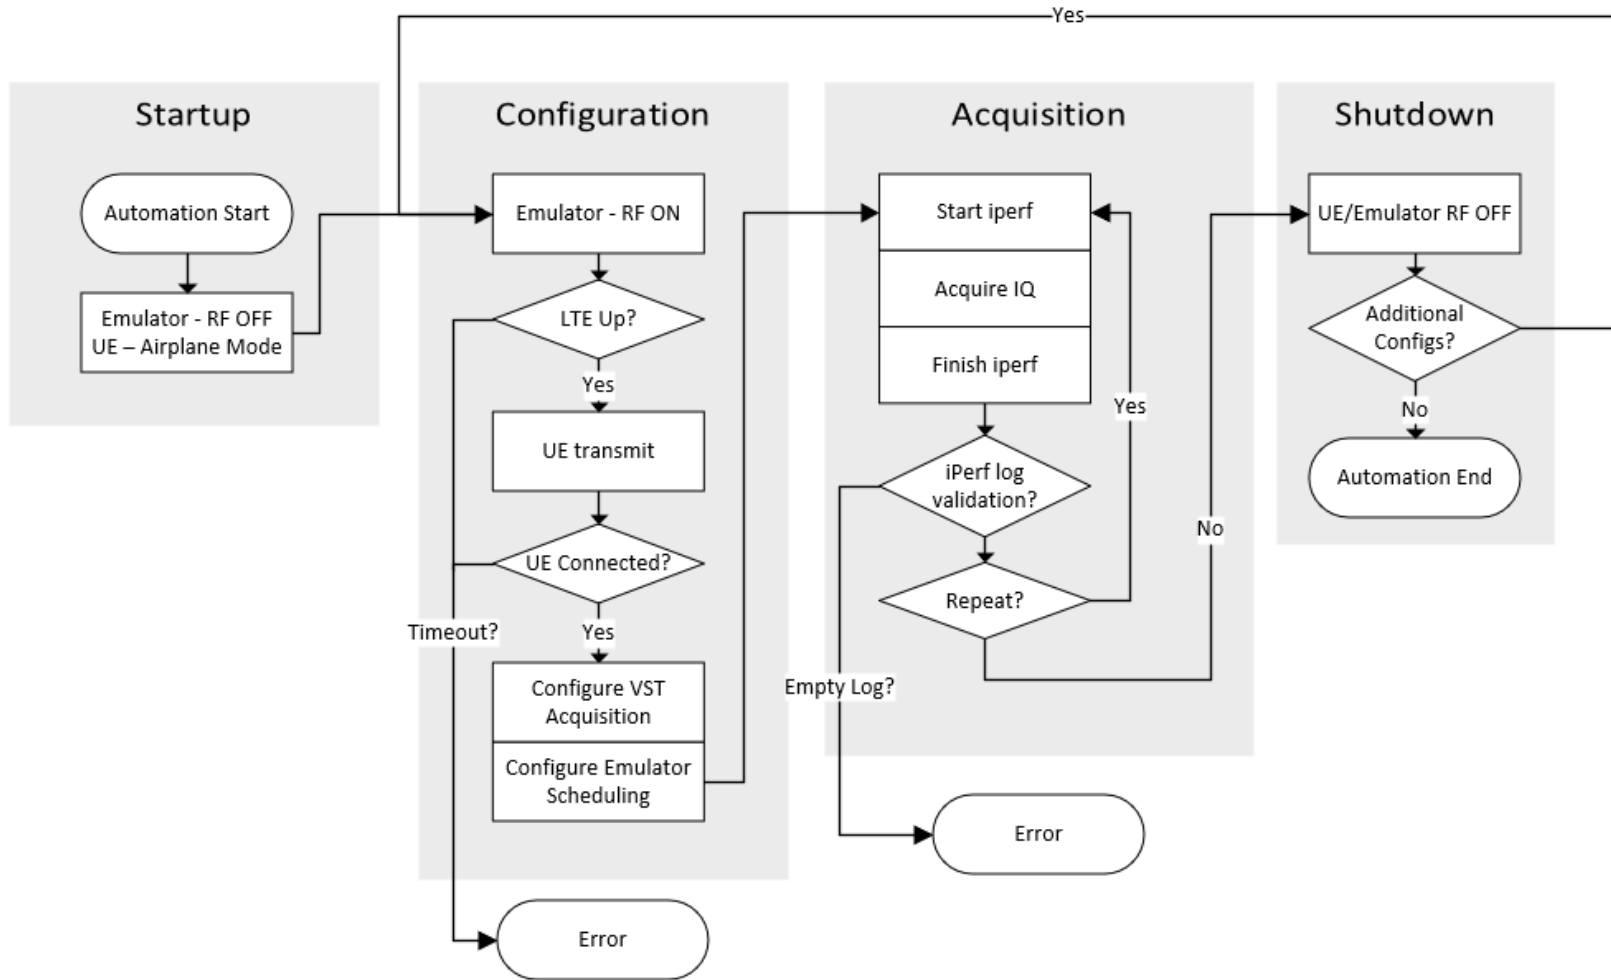 Yes
Startup
Automation Start
Emulator - RF OFF
UE – Airplane Mode
Configuration
Emulator - RF ON
LTE Up?
Yes
UE transmit
UE Connected?
Timeout?
Yes
Configure VST
Acquisition
Configure Emulator
Scheduling
Error
Acquisition
Start iperf
Acquire IQ
Finish iperf
Yes
iPerf log
validation?
Repeat?
No
Empty Log?
Error
Shutdown
UE/Emulator RF OFF
Additional
Configs?
No
Automation End